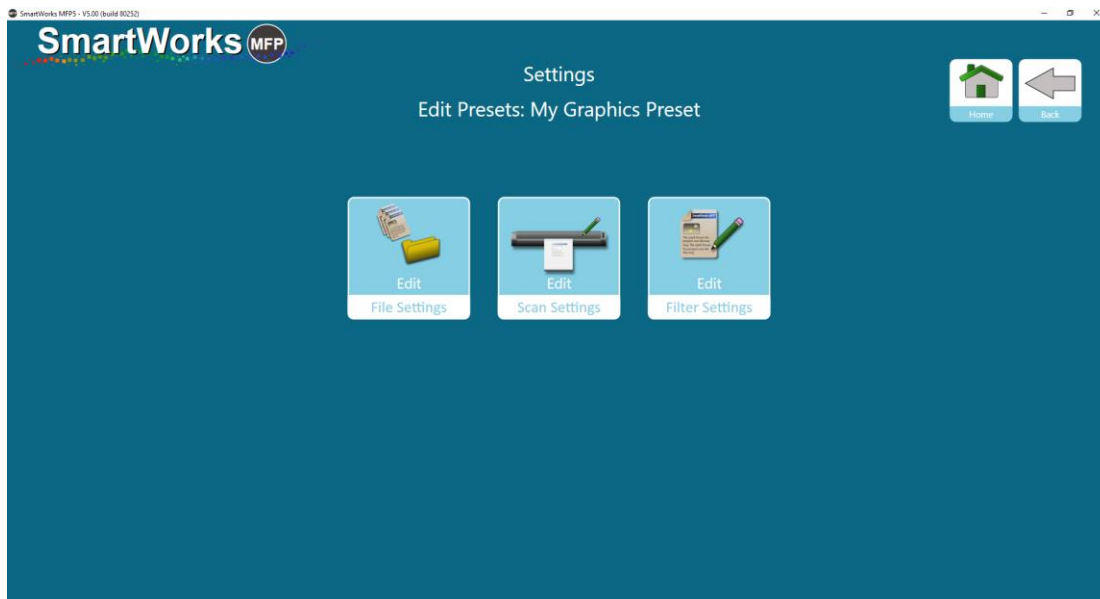 SmartWorks MFP5 - V5.00 (build 80252)
SmartWorks MFP
Settings
Edit Presets: My Graphics Preset
Home
Back
Edit
File Settings
Edit
Scan Settings
Edit
Filter Settings